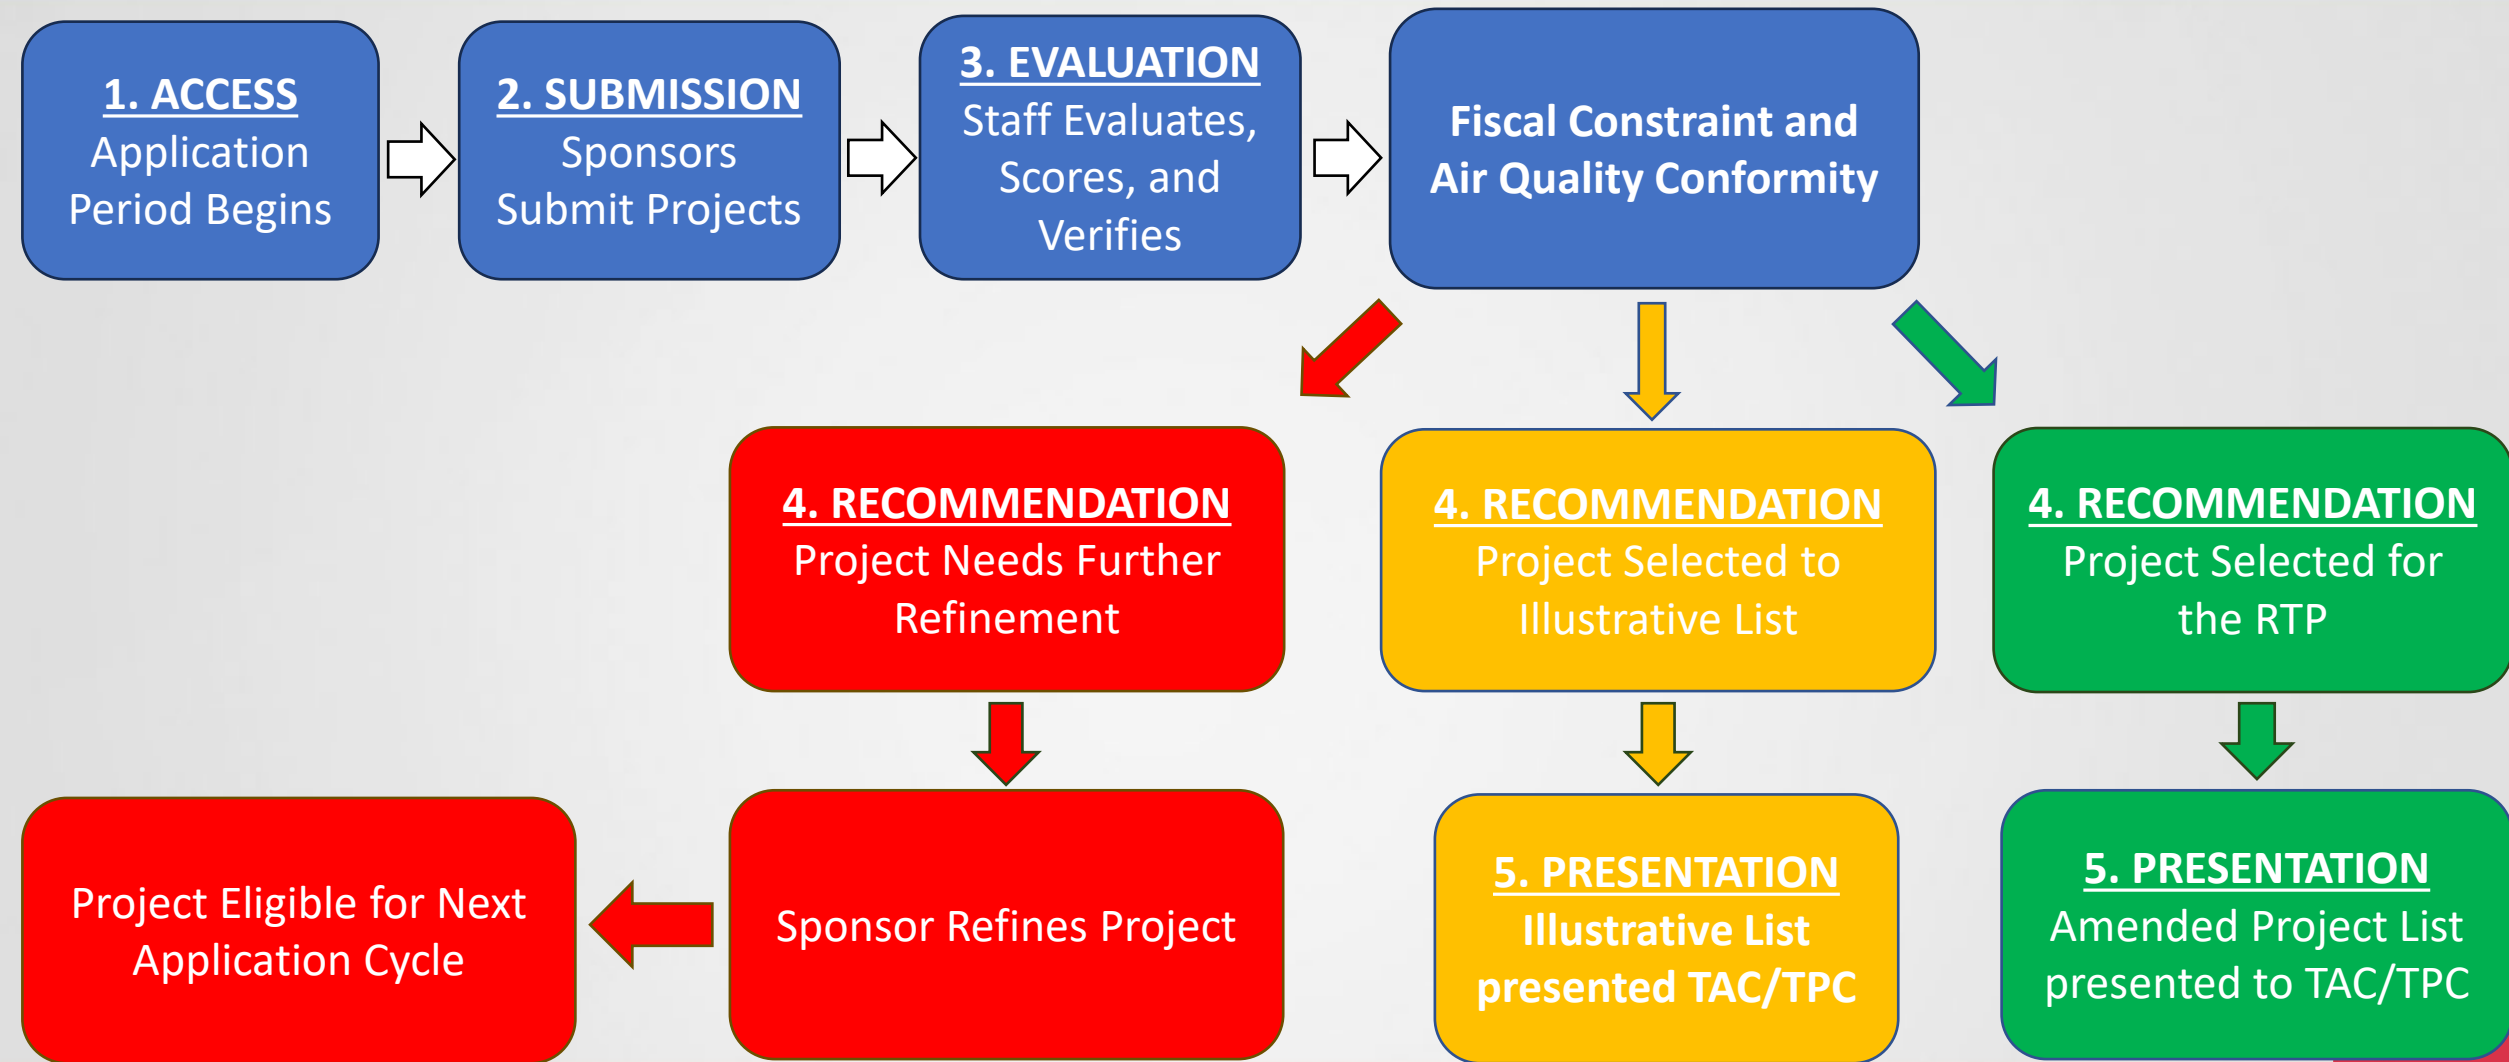 1. ACCESS
Application
Period Begins
2. SUBMISSION
Sponsors
Submit Projects
3. EVALUATION
Staff Evaluates,
Scores, and
Verifies
Fiscal Constraint and
Air Quality Conformity
4. RECOMMENDATION
Project Needs Further
Refinement
4. RECOMMENDATION
Project Selected to
Illustrative List
4. RECOMMENDATION
Project Selected for
the RTP
Project Eligible for Next
Application Cycle
Sponsor Refines Project
5. PRESENTATION
Illustrative List
presented TAC/TPC
5. PRESENTATION
Amended Project List
presented to TAC/TPC